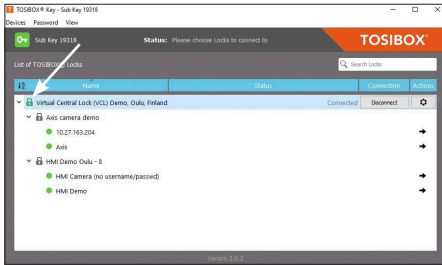 TOSIBOX® Key - Sub Key 19318
Devices Password View
Sub Key 19318 Status: Please choose Locks to connect to TOSIBOX®
List of TOSIBOX® Locks Search Locks
Name Status Connection Actions
Virtual Central Lock (VCL) Demo, Oulu, Finland Connected Disconnect
Axis camera demo
10.27.163.204
Axis
HMI Demo Oulu - 8
HMI Camera (no username/passwd)
HMI Demo
Version 3.0.2